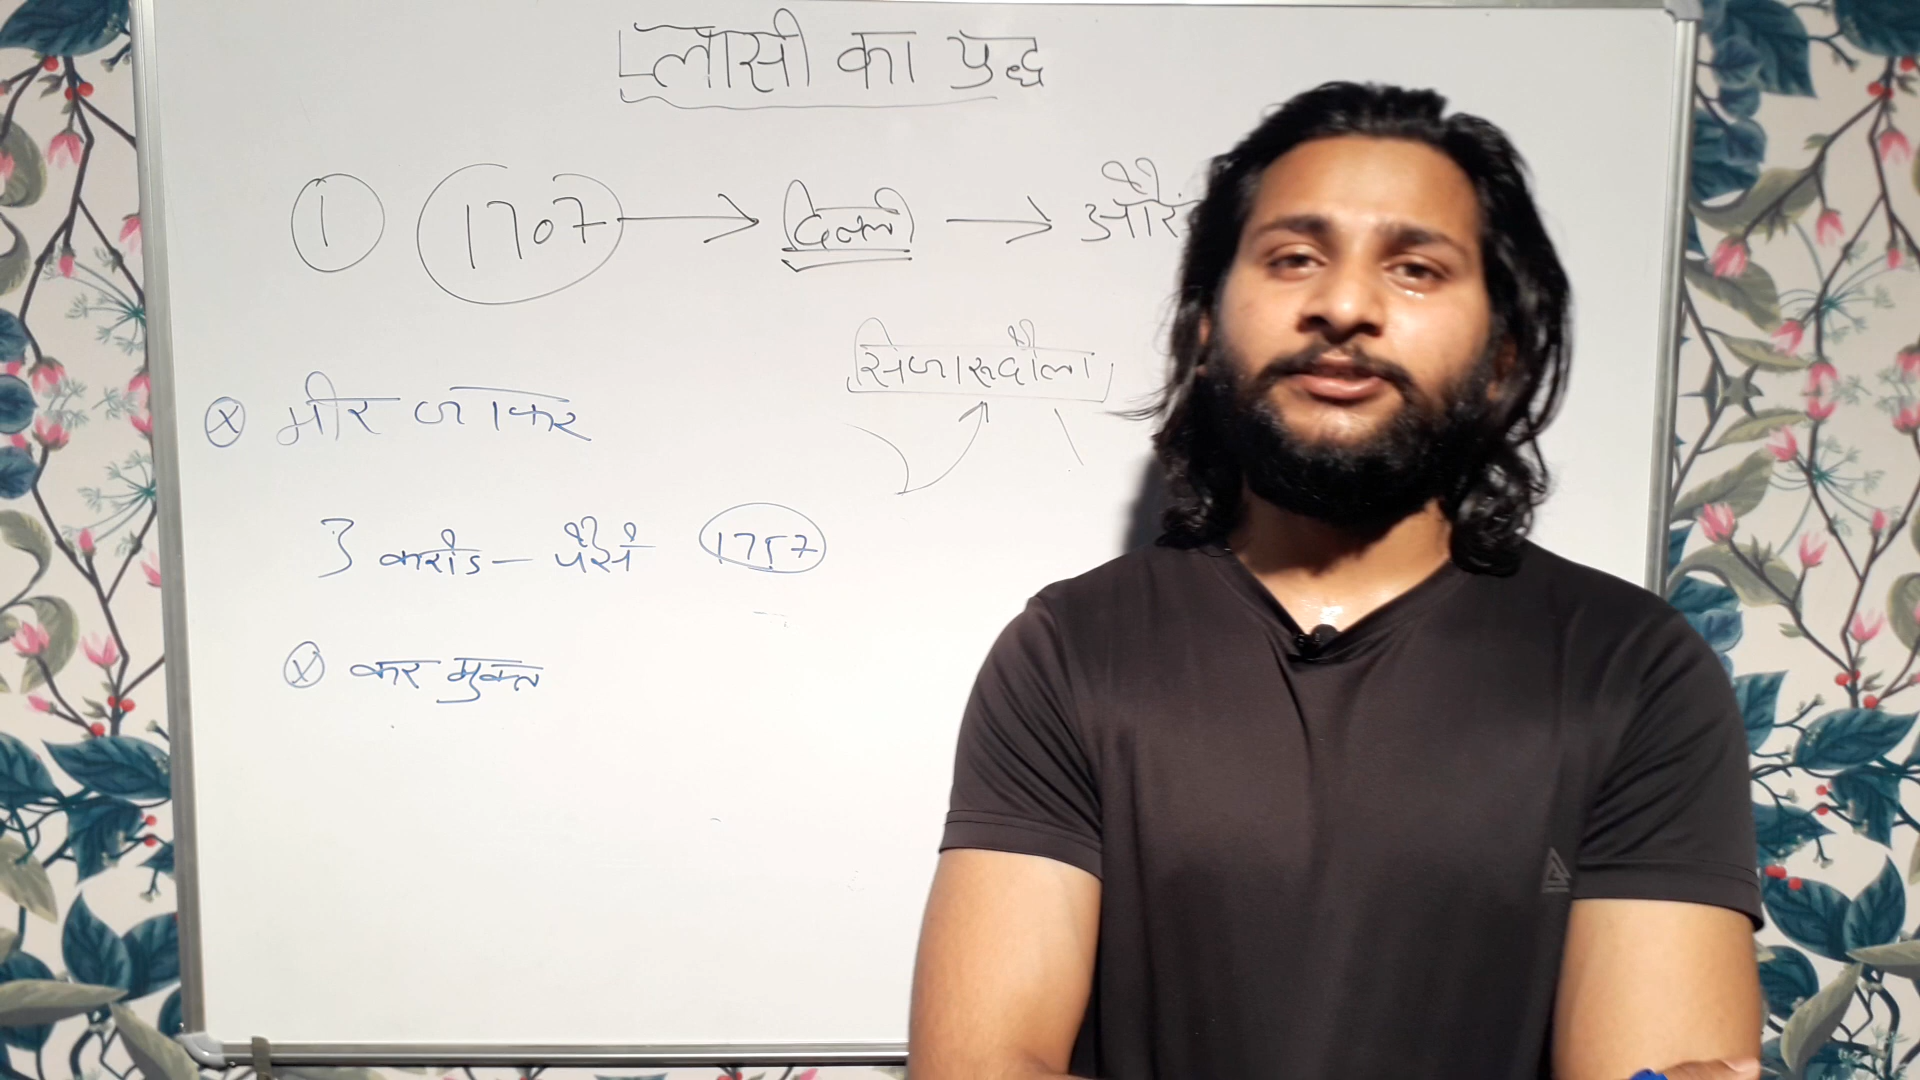 प्लासी का युद्ध
1 1707 → दिल्ली → औरं
सिजारूदौला
मीर जाफर
3 करोड – पैसे 1757
कर मुक्त